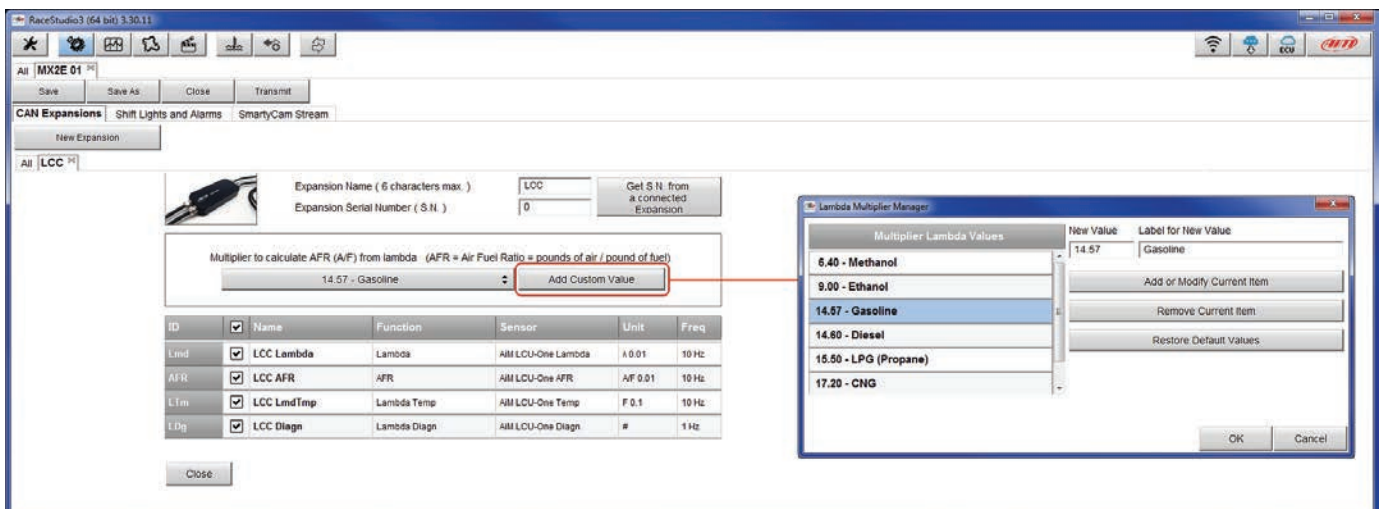 RaceStudio3 (64 bit) 3.30.11
ECU
AiM
All MX2E 01
Save Save As Close Transmit
CAN Expansions Shift Lights and Alarms SmartyCam Stream
New Expansion
All LCC
Expansion Name ( 6 characters max. ) LCC
Expansion Serial Number ( S.N. ) 0
Get S.N. from
a connected
Expansion
Multiplier to calculate AFR (A/F) from lambda (AFR = Air Fuel Ratio = pounds of air / pound of fuel)
14.57 - Gasoline Add Custom Value
ID Name Function Sensor Unit Freq
Lmd LCC Lambda Lambda AiM LCU-One Lambda λ 0.01 10 Hz
AFR LCC AFR AFR AiM LCU-One AFR A/F 0.01 10 Hz
LTm LCC LmdTmp Lambda Temp AiM LCU-One Temp F 0.1 10 Hz
LDg LCC Diagn Lambda Diagn AiM LCU-One Diagn # 1 Hz
Close
Lambda Multiplier Manager
Multiplier Lambda Values
6.40 - Methanol
9.00 - Ethanol
14.57 - Gasoline
14.60 - Diesel
15.50 - LPG (Propane)
17.20 - CNG
New Value Label for New Value
14.57 Gasoline
Add or Modify Current Item
Remove Current Item
Restore Default Values
OK Cancel